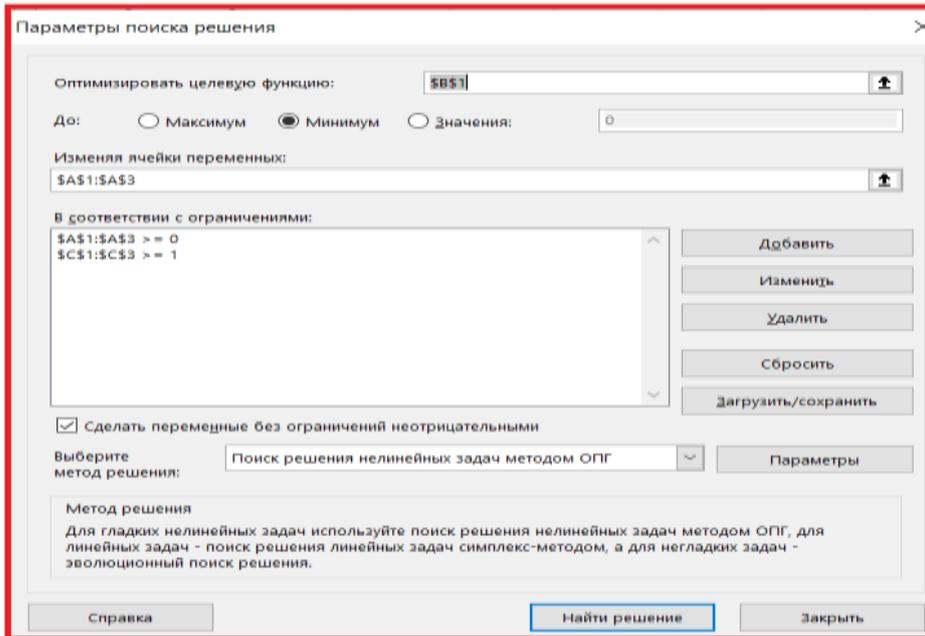 Параметры поиска решения
Оптимизировать целевую функцию: $B$1
До: Максимум Минимум Значения: 0
Изменяя ячейки переменных:
$A$1:$A$3
В соответствии с ограничениями:
$A$1:$A$3 >= 0
$C$1:$C$3 >= 1
Добавить
Изменить
Удалить
Сбросить
Загрузить/сохранить
Сделать переменные без ограничений неотрицательными
Выберите
метод решения:
Поиск решения нелинейных задач методом ОПГ
Параметры
Метод решения
Для гладких нелинейных задач используйте поиск решения нелинейных задач методом ОПГ, для
линейных задач - поиск решения линейных задач симплекс-методом, а для негладких задач -
эволюционный поиск решения.
Справка Найти решение Закрыть